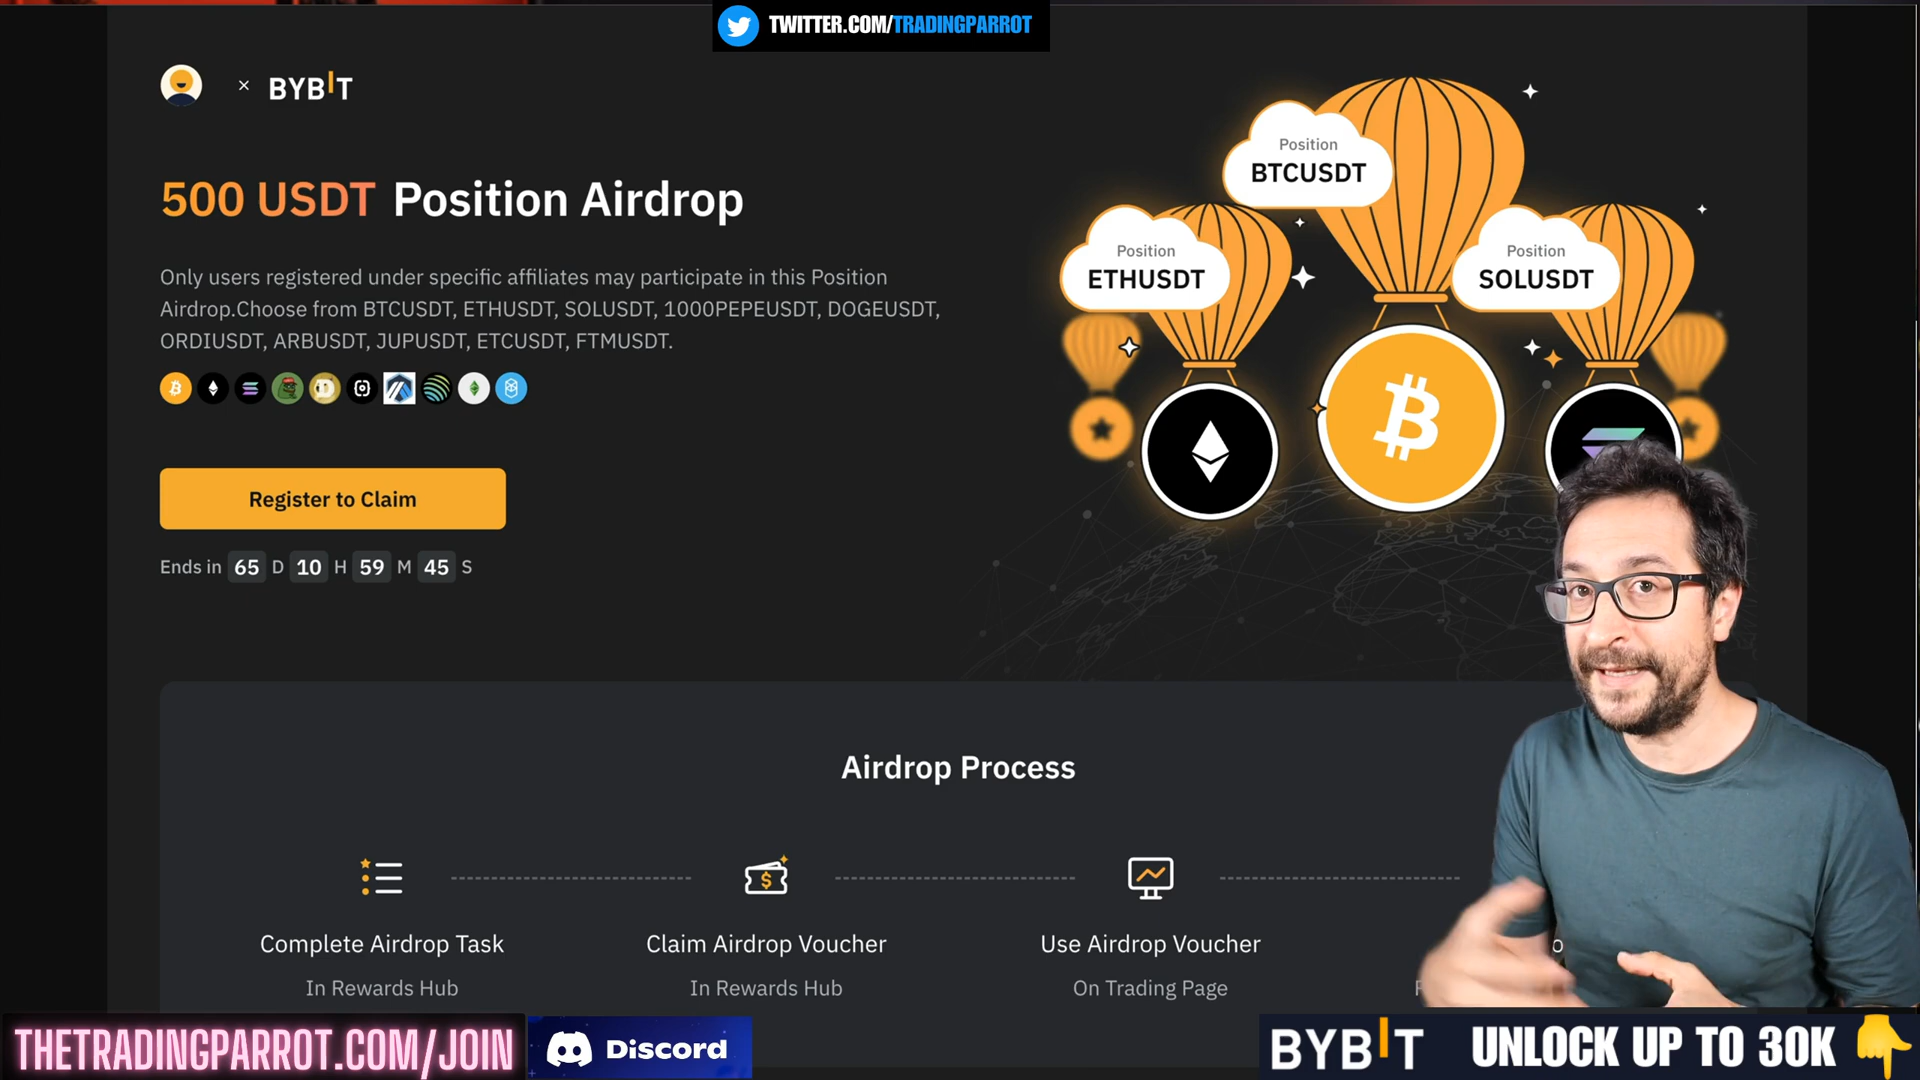 TWITTER.COM/TRADINGPARROT
× BYBIT
500 USDT Position Airdrop
Only users registered under specific affiliates may participate in this Position
Airdrop.Choose from BTCUSDT, ETHUSDT, SOLUSDT, 1000PEPEUSDT, DOGEUSDT,
ORDIUSDT, ARBUSDT, JUPUSDT, ETCUSDT, FTMUSDT.
Register to Claim
Ends in 65 D 10 H 59 M 45 S
Position
BTCUSDT
Position
ETHUSDT
Position
SOLUSDT
Airdrop Process
Complete Airdrop Task
In Rewards Hub
Claim Airdrop Voucher
In Rewards Hub
Use Airdrop Voucher
On Trading Page
THETRADINGPARROT.COM/JOIN
Discord
BYBIT
UNLOCK UP TO 30K